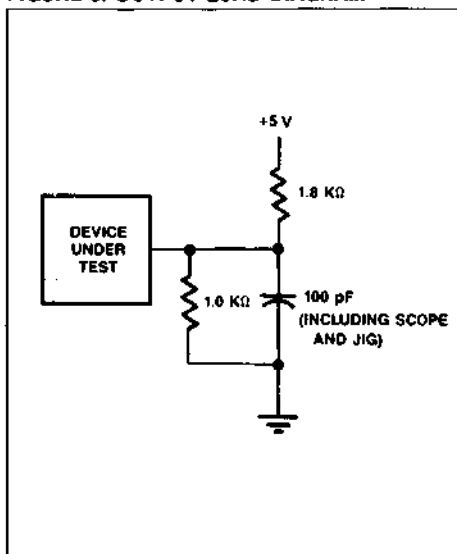 +5 V
1.8 KΩ
DEVICE
UNDER
TEST
1.0 KΩ
100 pF
(INCLUDING SCOPE
AND JIG)